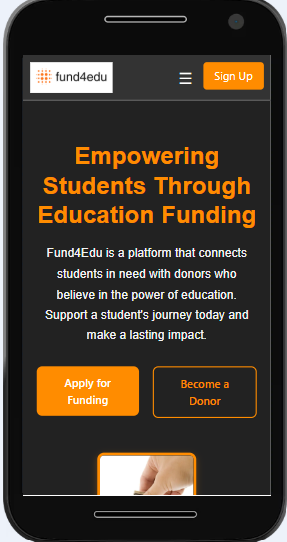 fund4edu
☰
Sign Up
Empowering
Students Through
Education Funding
Fund4Edu is a platform that connects
students in need with donors who
believe in the power of education.
Support a student's journey today and
make a lasting impact.
Apply for
Funding
Become a
Donor